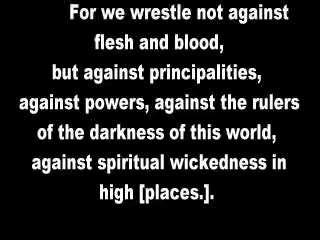 For we wrestle not against
flesh and blood,
but against principalities,
against powers, against the rulers
of the darkness of this world,
against spiritual wickedness in
high [places.].